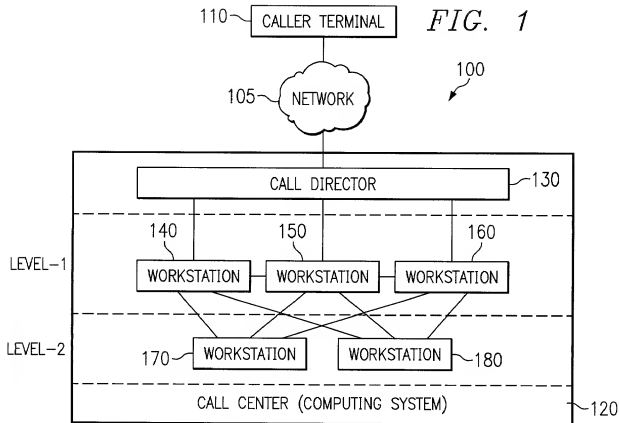 FIG. 1
110
CALLER TERMINAL
100
105
NETWORK
CALL DIRECTOR
130
140
150
160
LEVEL-1
WORKSTATION
WORKSTATION
WORKSTATION
LEVEL-2
170
WORKSTATION
WORKSTATION
180
CALL CENTER (COMPUTING SYSTEM)
120